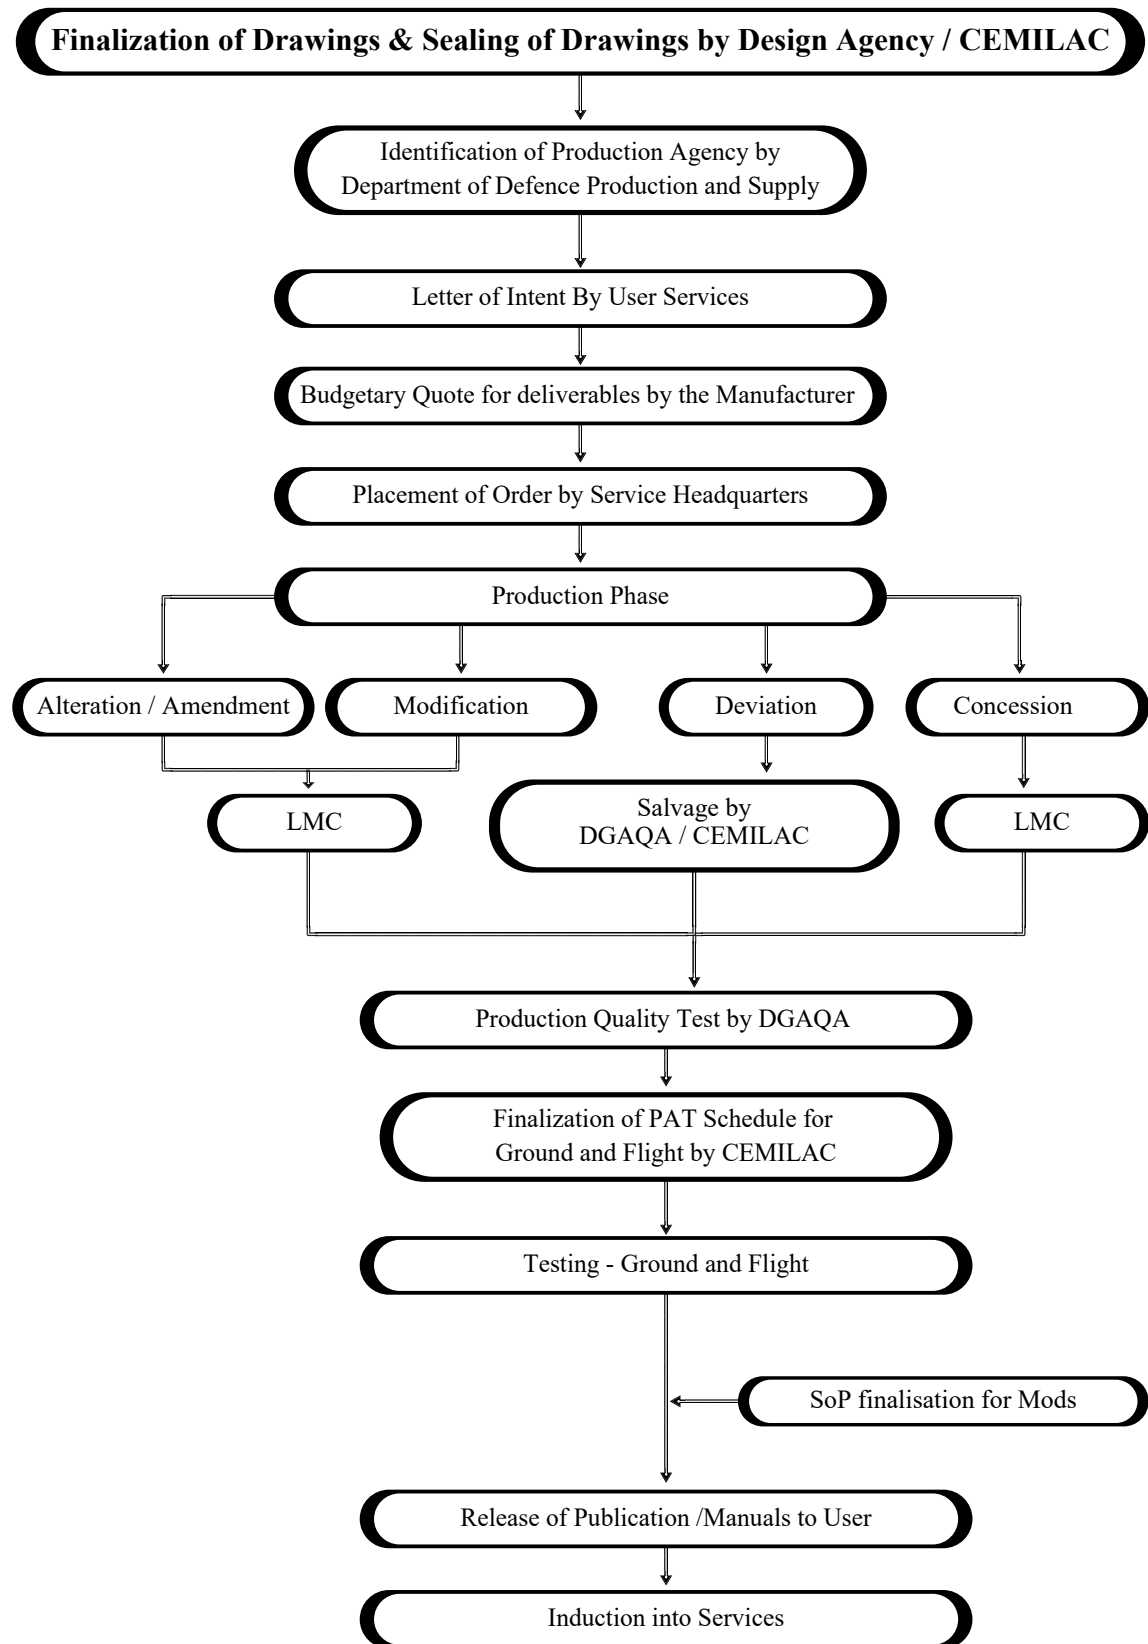 Finalization of Drawings & Sealing of Drawings by Design Agency / CEMILAC
Identification of Production Agency by
Department of Defence Production and Supply
Letter of Intent By User Services
Budgetary Quote for deliverables by the Manufacturer
Placement of Order by Service Headquarters
Production Phase
Alteration / Amendment
Modification
Deviation
Concession
LMC
Salvage by
DGAQA / CEMILAC
LMC
Production Quality Test by DGAQA
Finalization of PAT Schedule for
Ground and Flight by CEMILAC
Testing - Ground and Flight
SoP finalisation for Mods
Release of Publication /Manuals to User
Induction into Services